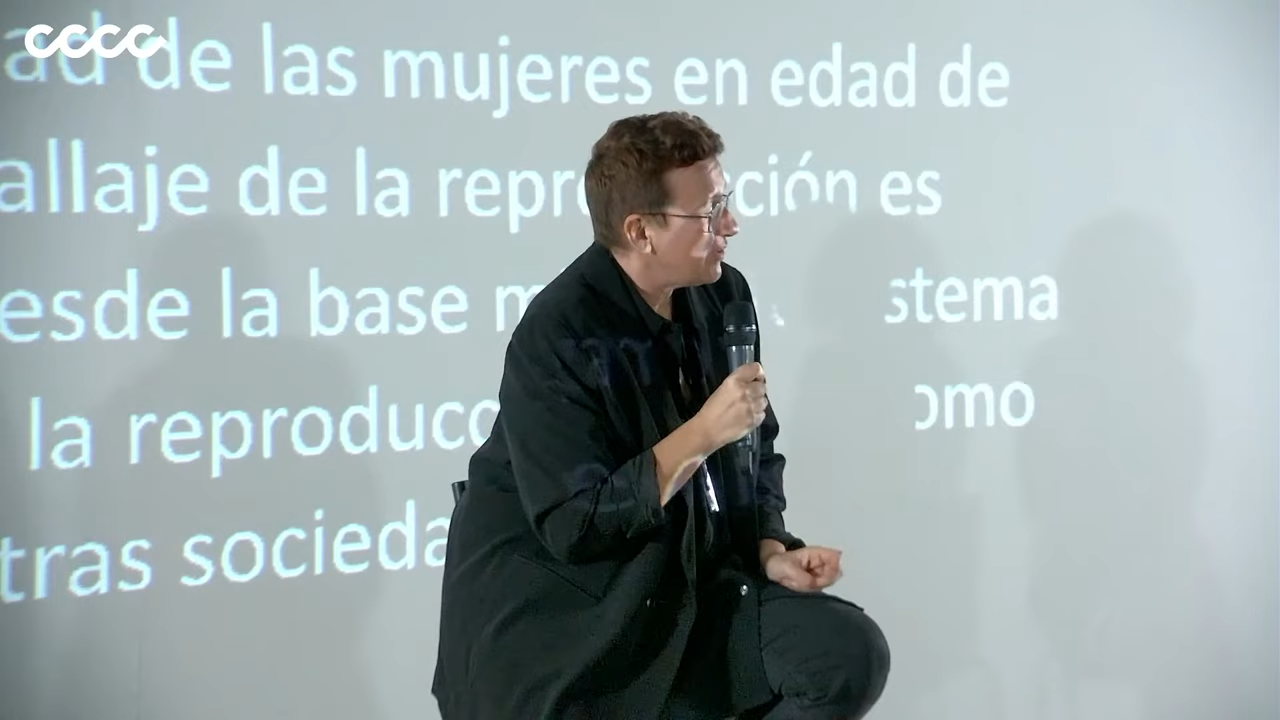 cccc
ad de las mujeres en edad de
allaje de la repro cción es
esde la base m stema
la reproduc omo
tras socieda